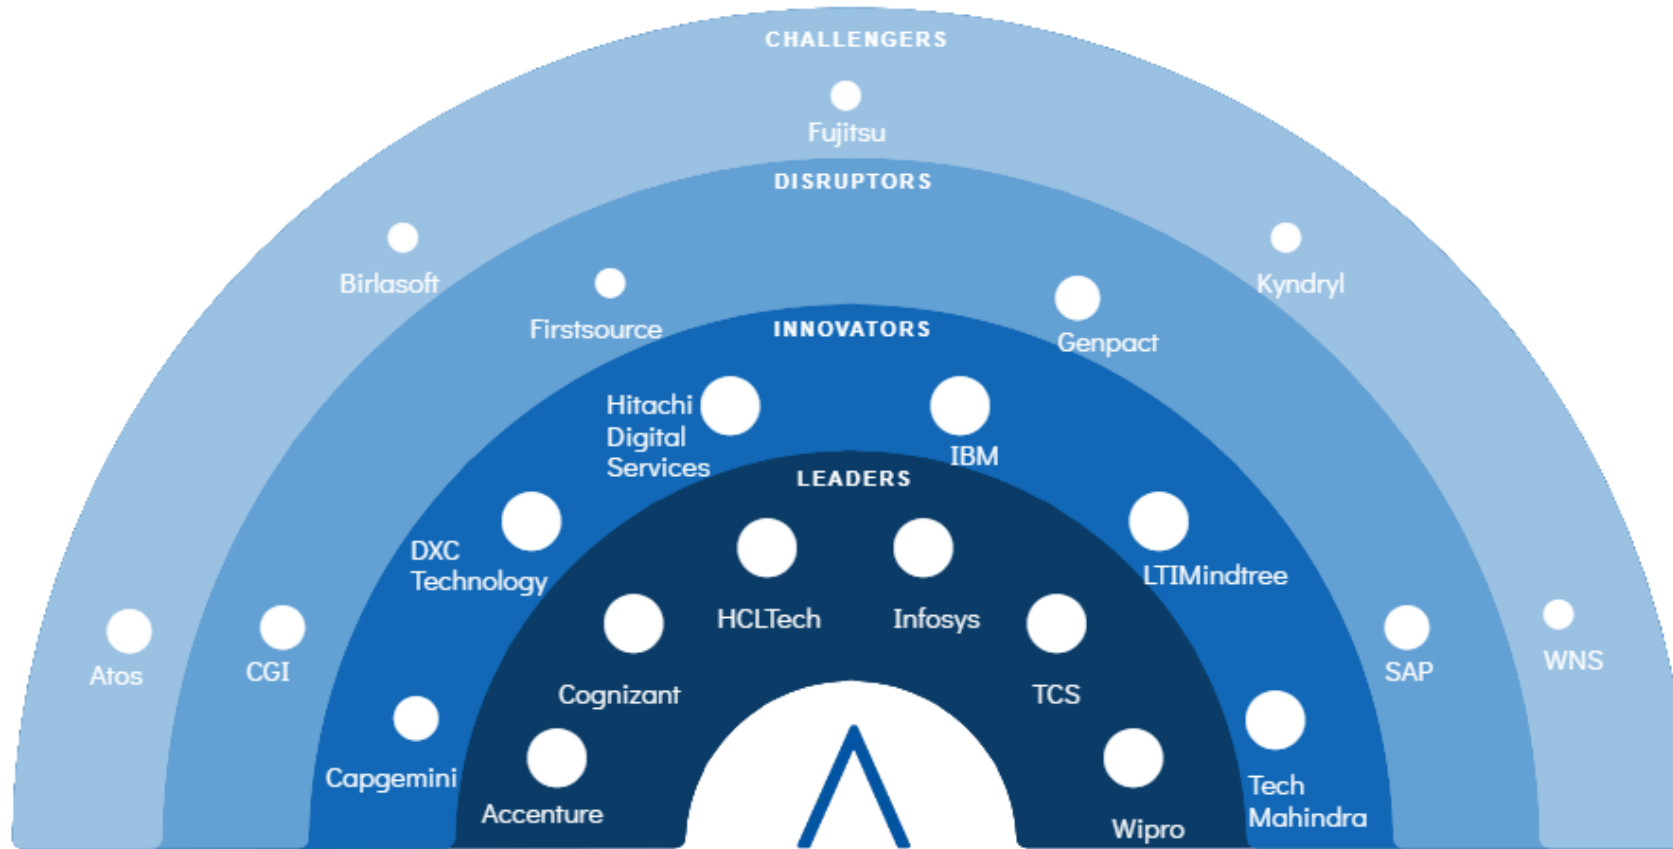 CHALLENGERS
Fujitsu
Birlasoft
Kyndryl
Atos
WNS
DISRUPTORS
Firstsource
Genpact
CGI
SAP
INNOVATORS
Hitachi
Digital
Services
IBM
DXC
Technology
LTIMindtree
Capgemini
Tech
Mahindra
LEADERS
HCLTech
Infosys
Cognizant
TCS
Accenture
Wipro